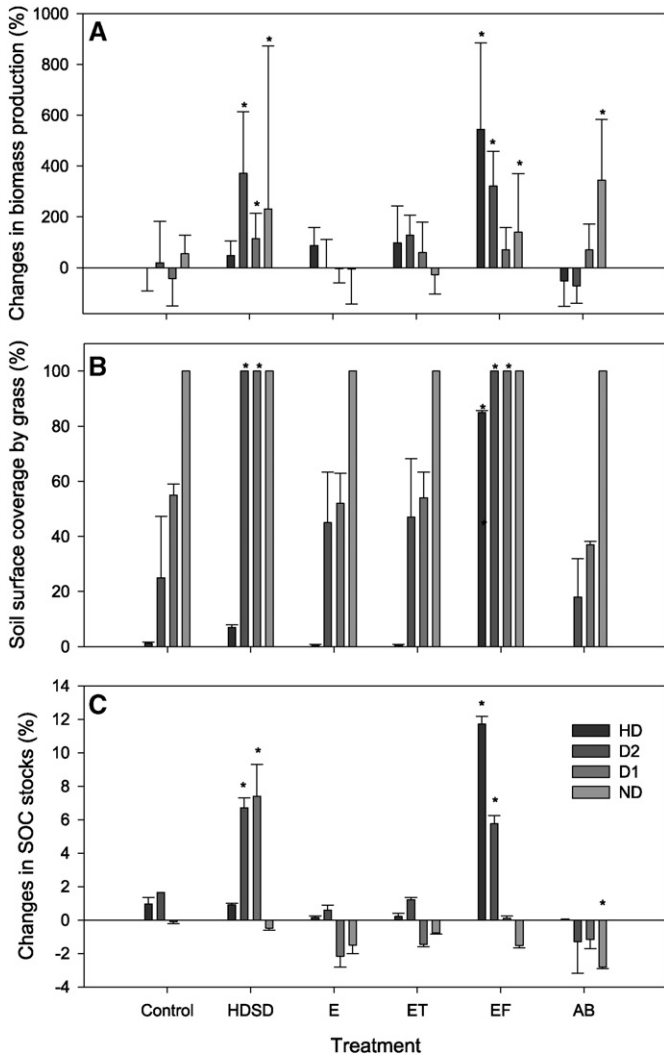 A
Changes in biomass production (%)
1000
800
600
400
200
0
* * * * * * * *
B
Soil surface coverage by grass (%)
100
80
60
40
20
0
* * * * * *
C
Changes in SOC stocks (%)
14
12
10
8
6
4
2
0
-2
-4
* * * * *
HD
D2
D1
ND
Control HDSD E ET EF AB
Treatment